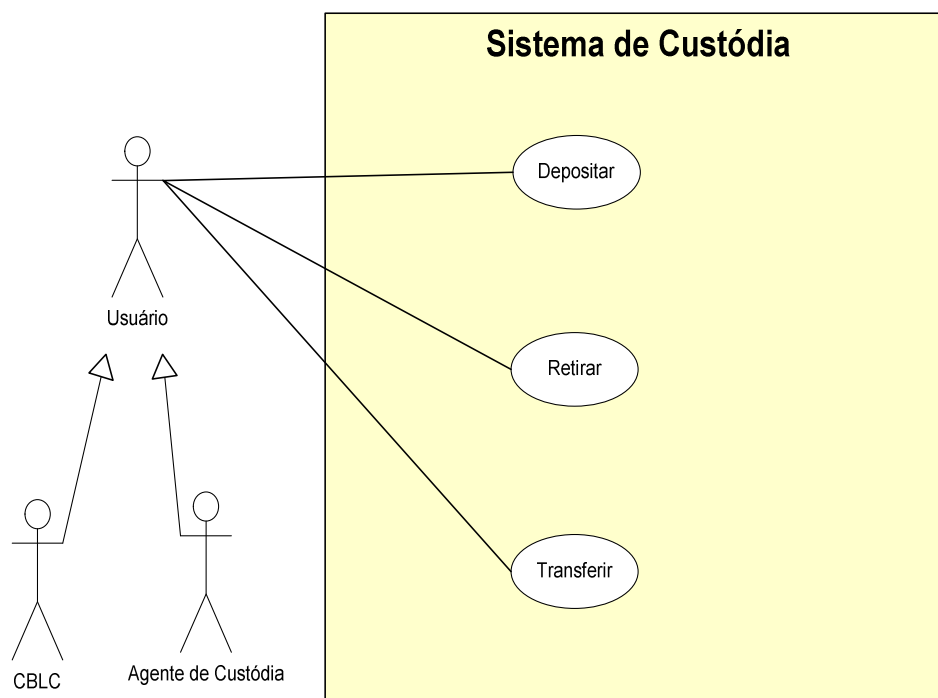 Sistema de Custódia
Depositar
Usuário
Retirar
Transferir
CBLC
Agente de Custódia